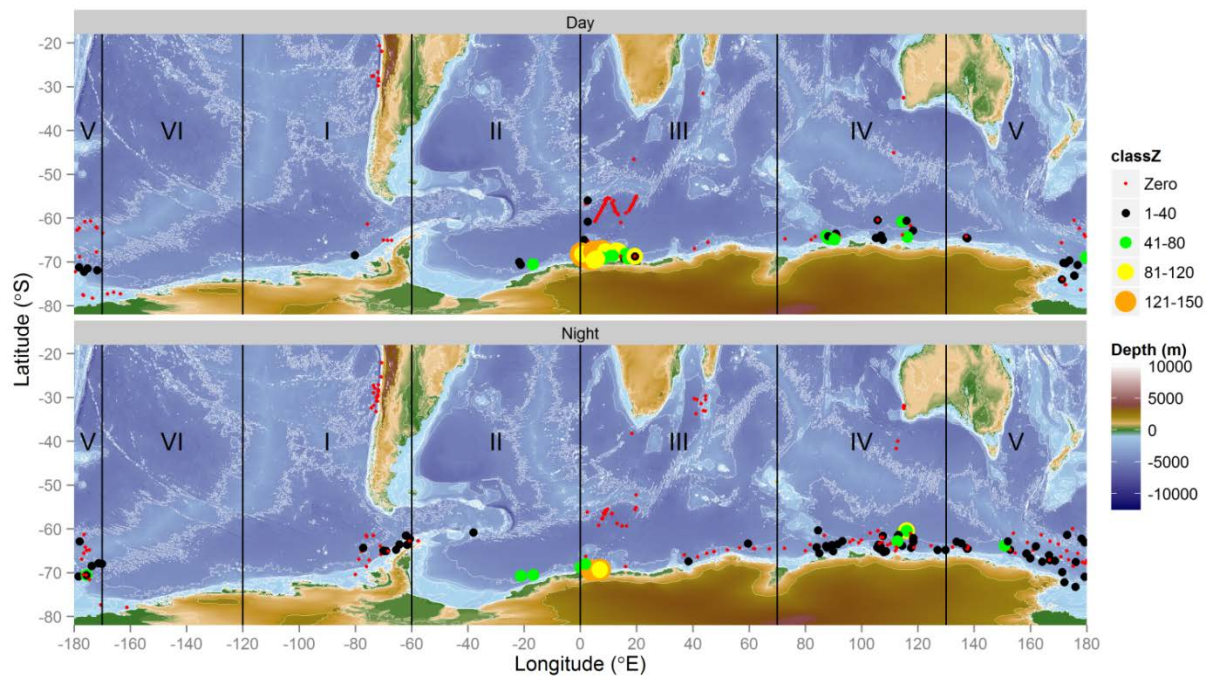 Day
-20
-30
-40
-50
-60
-70
-80
V VI I II III IV V
Night
-20
-30
-40
-50
-60
-70
-80
V VI I II III IV V
-180 -160 -140 -120 -100 -80 -60 -40 -20 0 20 40 60 80 100 120 140 160 180
Longitude (°E)
Latitude (°S)
classZ
Zero
1-40
41-80
81-120
121-150
Depth (m)
10000
5000
0
-5000
-10000